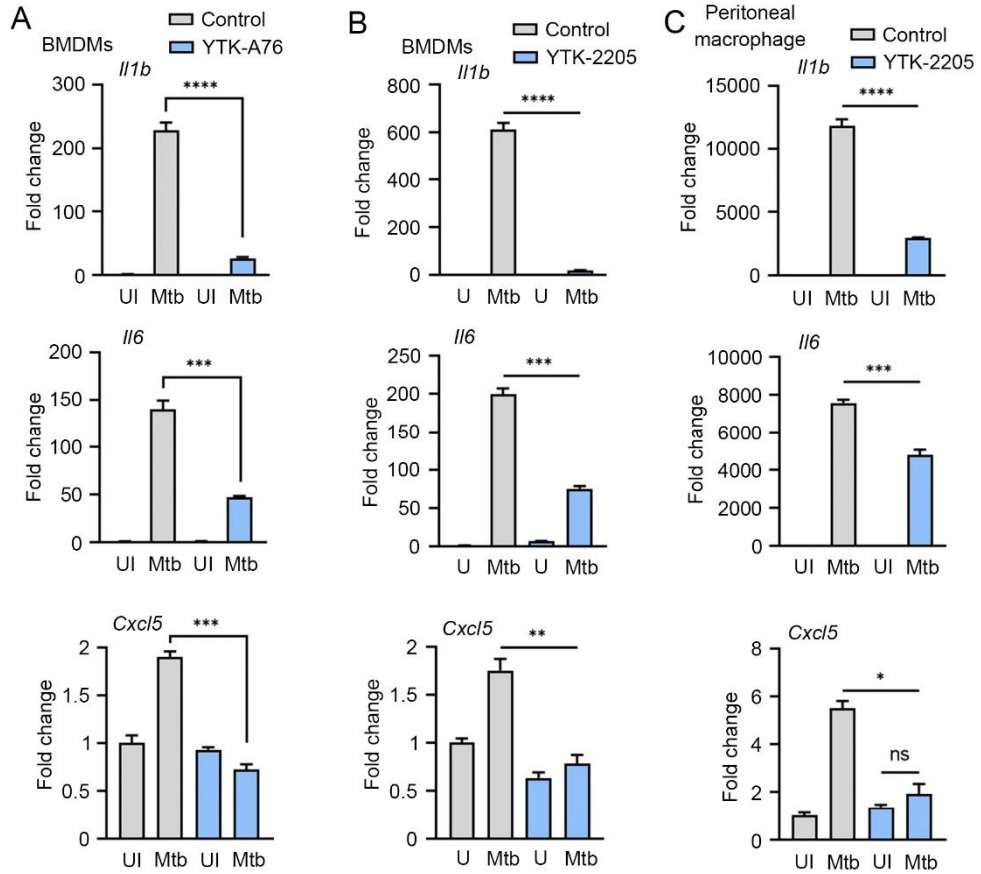 A
BMDMs
Control
YTK-A76
Il1b
****
Fold change
300
200
100
0
UI Mtb UI Mtb
Il6
***
Fold change
200
150
100
50
0
UI Mtb UI Mtb
Cxcl5
***
Fold change
2
1.5
1
0.5
0
UI Mtb UI Mtb
B
BMDMs
Control
YTK-2205
Il1b
****
Fold change
800
600
400
200
0
U Mtb U Mtb
Il6
***
Fold change
250
200
150
100
50
0
U Mtb U Mtb
Cxcl5
**
Fold change
2
1.5
1
0.5
0
U Mtb U Mtb
C
Peritoneal
macrophage
Control
YTK-2205
Il1b
****
Fold change
15000
10000
5000
0
UI Mtb UI Mtb
Il6
***
Fold change
10000
8000
6000
4000
2000
0
UI Mtb UI Mtb
Cxcl5
*
ns
Fold change
8
6
4
2
0
UI Mtb UI Mtb